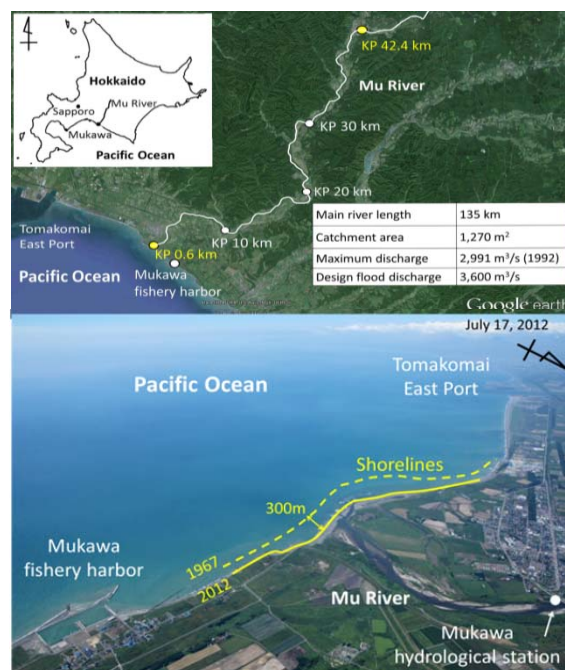 4
Hokkaido
Sapporo
Mu River
Mukawa
Pacific Ocean
KP 42.4 km
Mu River
KP 30 km
KP 20 km
KP 10 km
Tomakomai
East Port
KP 0.6 km
Pacific Ocean
Mukawa
fishery harbor
Main river length 135 km
Catchment area 1,270 m²
Maximum discharge 2,991 m³/s (1992)
Design flood discharge 3,600 m³/s
Google earth
July 17, 2012
Pacific Ocean
Tomakomai
East Port
Shorelines
300m
1967
2012
Mukawa
fishery harbor
Mu River
Mukawa
hydrological station